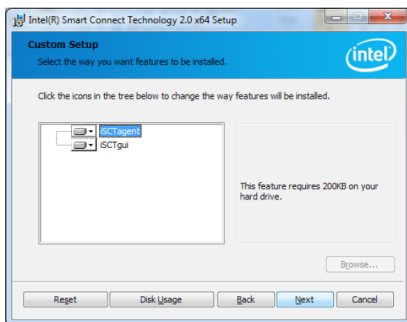 Intel(R) Smart Connect Technology 2.0 x64 Setup
Custom Setup
Select the way you want features to be installed.
intel
Click the icons in the tree below to change the way features will be installed.
iSCTagent
iSCTgui
This feature requires 200KB on your
hard drive.
Browse...
Reset
Disk Usage
Back
Next
Cancel